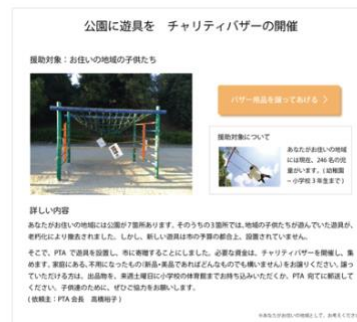 公園に遊具を チャリティバザーの開催
援助対象：お住いの地域の子供たち
バザー用品を譲ってあげる 〉
援助対象について
あなたがお住いの地域
には現在、246 名の児
童がいます。(幼稚園
~小学校 3 年生まで)
詳しい内容
あなたがお住いの地域には公園が7箇所あります。そのうちの3箇所では、地域の子供たちが遊んでいた遊具が、
老朽化により撤去されました。しかし、新しい遊具は市の予算の都合上、設置されていません。
そこで、PTA で遊具を設置し、市に寄贈することにしました。必要な資金は、チャリティバザーを開催し、集
めます。家庭にある、不用になったもの(新品・美品であればどんなものでも構いません)をお譲りください。譲っ
ていただける方は、出品物を、来週土曜日に小学校の体育館までお持ち込みいただくか、PTA 宛てに郵送して
ください。子供達のために、ぜひご協力をお願いします。
(依頼主：PTA 会長 高橋裕子)